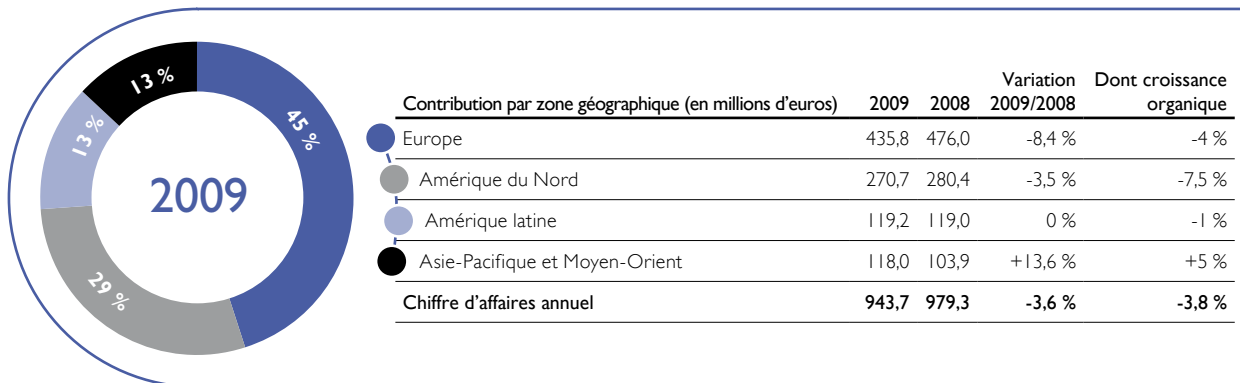 13 %
45 %
13 %
29 %
2009
Variation Dont croissance
Contribution par zone géographique (en millions d'euros) 2009 2008 2009/2008 organique
Europe 435,8 476,0 -8,4 % -4 %
Amérique du Nord 270,7 280,4 -3,5 % -7,5 %
Amérique latine 119,2 119,0 0 % -1 %
Asie-Pacifique et Moyen-Orient 118,0 103,9 +13,6 % +5 %
Chiffre d'affaires annuel 943,7 979,3 -3,6 % -3,8 %